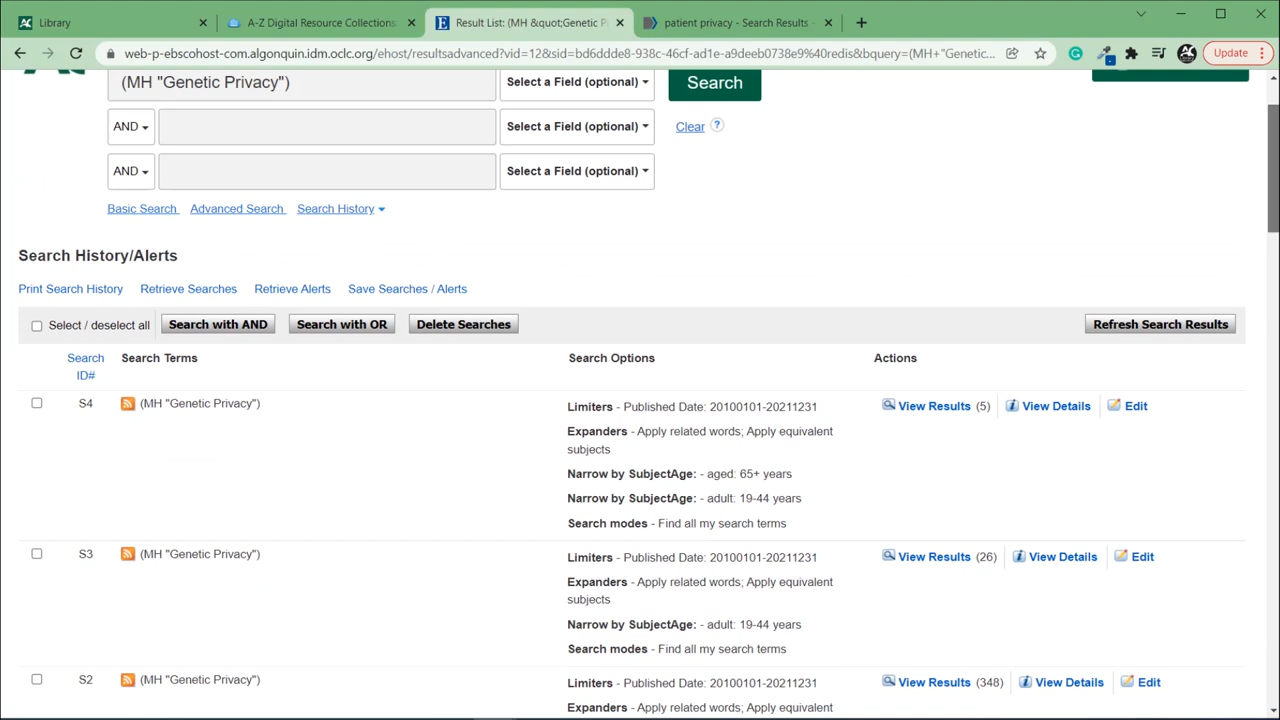 Library
A-Z Digital Resource Collections:
Result List: (MH &quot;Genetic P
patient privacy - Search Results -
web-p-ebscohost-com.algonquin.idm.oclc.org/ehost/resultsadvanced?vid=12&sid=bd6ddde8-938c-46cf-ad1e-a9deeb0738e9%40redis&bquery=(MH+"Genetic...
Update
(MH "Genetic Privacy")
Select a Field (optional)
Search
AND
Select a Field (optional)
Clear
?
AND
Select a Field (optional)
Basic Search Advanced Search Search History
Search History/Alerts
Print Search History Retrieve Searches Retrieve Alerts Save Searches / Alerts
Select / deselect all Search with AND Search with OR Delete Searches Refresh Search Results
Search ID# Search Terms Search Options Actions
S4 (MH "Genetic Privacy") Limiters - Published Date: 20100101-20211231 View Results (5) View Details Edit
Expanders - Apply related words; Apply equivalent
subjects
Narrow by SubjectAge: - aged: 65+ years
Narrow by SubjectAge: - adult: 19-44 years
Search modes - Find all my search terms
S3 (MH "Genetic Privacy") Limiters - Published Date: 20100101-20211231 View Results (26) View Details Edit
Expanders - Apply related words; Apply equivalent
subjects
Narrow by SubjectAge: - adult: 19-44 years
Search modes - Find all my search terms
S2 (MH "Genetic Privacy") Limiters - Published Date: 20100101-20211231 View Results (348) View Details Edit
Expanders - Apply related words; Apply equivalent